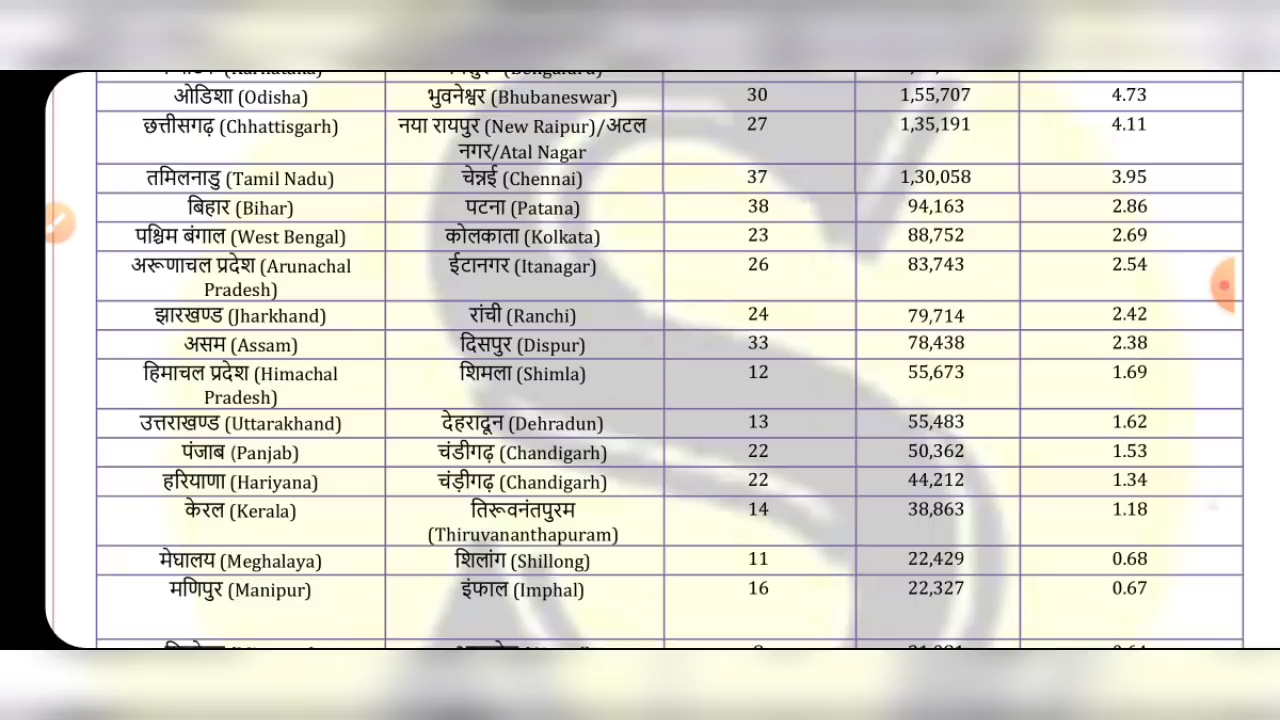 ओडिशा (Odisha) भुवनेश्वर (Bhubaneswar) 30 1,55,707 4.73
छत्तीसगढ़ (Chhattisgarh) नया रायपुर (New Raipur)/अटल 27 1,35,191 4.11
नगर/Atal Nagar
तमिलनाडु (Tamil Nadu) चेन्नई (Chennai) 37 1,30,058 3.95
बिहार (Bihar) पटना (Patana) 38 94,163 2.86
पश्चिम बंगाल (West Bengal) कोलकाता (Kolkata) 23 88,752 2.69
अरूणाचल प्रदेश (Arunachal ईटानगर (Itanagar) 26 83,743 2.54
Pradesh)
झारखण्ड (Jharkhand) रांची (Ranchi) 24 79,714 2.42
असम (Assam) दिसपुर (Dispur) 33 78,438 2.38
हिमाचल प्रदेश (Himachal शिमला (Shimla) 12 55,673 1.69
Pradesh)
उत्तराखण्ड (Uttarakhand) देहरादून (Dehradun) 13 55,483 1.62
पंजाब (Panjab) चंडीगढ़ (Chandigarh) 22 50,362 1.53
हरियाणा (Hariyana) चंड़ीगढ़ (Chandigarh) 22 44,212 1.34
केरल (Kerala) तिरूवनंतपुरम 14 38,863 1.18
(Thiruvananthapuram)
मेघालय (Meghalaya) शिलांग (Shillong) 11 22,429 0.68
मणिपुर (Manipur) इंफाल (Imphal) 16 22,327 0.67